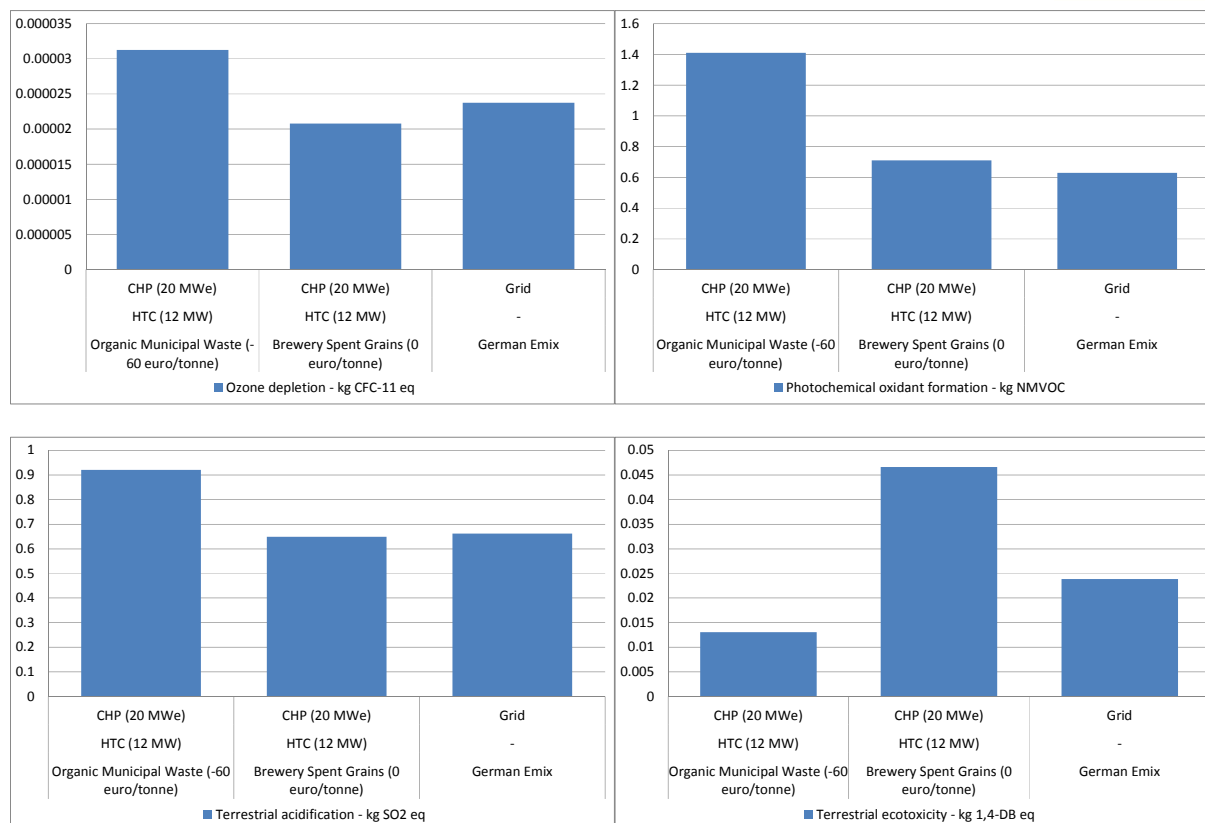 0.000035
0.00003
0.000025
0.00002
0.000015
0.00001
0.000005
0
CHP (20 MWe)
CHP (20 MWe)
Grid
HTC (12 MW)
HTC (12 MW)
-
Organic Municipal Waste (-
60 euro/tonne)
Brewery Spent Grains (0
euro/tonne)
German Emix
Ozone depletion - kg CFC-11 eq
1.6
1.4
1.2
1
0.8
0.6
0.4
0.2
0
CHP (20 MWe)
CHP (20 MWe)
Grid
HTC (12 MW)
HTC (12 MW)
-
Organic Municipal Waste (-60
euro/tonne)
Brewery Spent Grains (0
euro/tonne)
German Emix
Photochemical oxidant formation - kg NMVOC
1
0.9
0.8
0.7
0.6
0.5
0.4
0.3
0.2
0.1
0
CHP (20 MWe)
CHP (20 MWe)
Grid
HTC (12 MW)
HTC (12 MW)
-
Organic Municipal Waste (-60
euro/tonne)
Brewery Spent Grains (0
euro/tonne)
German Emix
Terrestrial acidification - kg SO2 eq
0.05
0.045
0.04
0.035
0.03
0.025
0.02
0.015
0.01
0.005
0
CHP (20 MWe)
CHP (20 MWe)
Grid
HTC (12 MW)
HTC (12 MW)
-
Organic Municipal Waste (-60
euro/tonne)
Brewery Spent Grains (0
euro/tonne)
German Emix
Terrestrial ecotoxicity - kg 1,4-DB eq